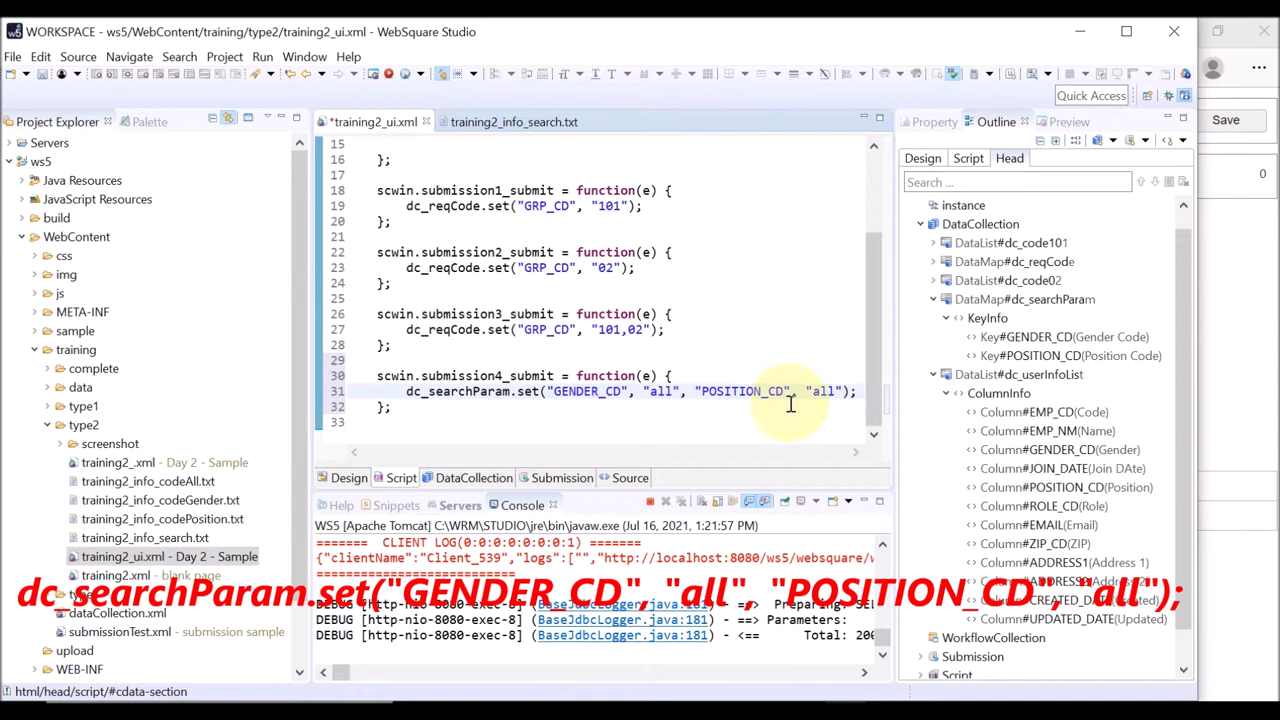 WORKSPACE - ws5/WebContent/training/type2/training2_ui.xml - WebSquare Studio
File Edit Source Navigate Search Project Run Window Help
Quick Access
Project Explorer Palette
Servers
ws5
Java Resources
JavaScript Resources
build
WebContent
css
img
js
META-INF
sample
training
complete
data
type1
type2
screenshot
training2_.xml - Day 2 - Sample
training2_info_codeAll.txt
training2_info_codeGender.txt
training2_info_codePosition.txt
training2_info_search.txt
training2_ui.xml - Day 2 - Sample
training2.xml - blank page
dataCollection.xml
submissionTest.xml - submission sample
upload
WEB-INF
*training2_ui.xml training2_info_search.txt
15
16 };
17
18 scwin.submission1_submit = function(e) {
19 dc_reqCode.set("GRP_CD", "101");
20 };
21
22 scwin.submission2_submit = function(e) {
23 dc_reqCode.set("GRP_CD", "02");
24 };
25
26 scwin.submission3_submit = function(e) {
27 dc_reqCode.set("GRP_CD", "101,02");
28 };
29
30 scwin.submission4_submit = function(e) {
31 dc_searchParam.set("GENDER_CD", "all", "POSITION_CD", "all");
32 };
33
Design Script DataCollection Submission Source
Help Snippets Servers Console
WS5 [Apache Tomcat] C:\WRM\STUDIO\jre\bin\javaw.exe (Jul 16, 2021, 1:21:57 PM)
======= CLIENT LOG(0:0:0:0:0:0:0:1) =======
{"clientName":"Client_539","logs":["","http://localhost:8080/ws5/websquare/w
DEBUG [http-nio-8080-exec-8] (BaseJdbcLogger.java:181) - ==> Preparing: SEL
DEBUG [http-nio-8080-exec-8] (BaseJdbcLogger.java:181) - ==> Parameters:
DEBUG [http-nio-8080-exec-8] (BaseJdbcLogger.java:181) - <== Total: 200
Property Outline Preview
Design Script Head
Search...
instance
DataCollection
DataList#dc_code101
DataMap#dc_reqCode
DataList#dc_code02
DataMap#dc_searchParam
KeyInfo
Key#GENDER_CD(Gender Code)
Key#POSITION_CD(Position Code)
DataList#dc_userInfoList
ColumnInfo
Column#EMP_CD(Code)
Column#EMP_NM(Name)
Column#GENDER_CD(Gender)
Column#JOIN_DATE(Join DAte)
Column#POSITION_CD(Position)
Column#ROLE_CD(Role)
Column#EMAIL(Email)
Column#ZIP_CD(ZIP)
Column#ADDRESS1(Address 1)
Column#UPDATED_DATE(Updated)
WorkflowCollection
Submission
Script
Save
0
dc_searchParam.set("GENDER_CD", "all", "POSITION_CD", "all");
html/head/script/#cdata-section